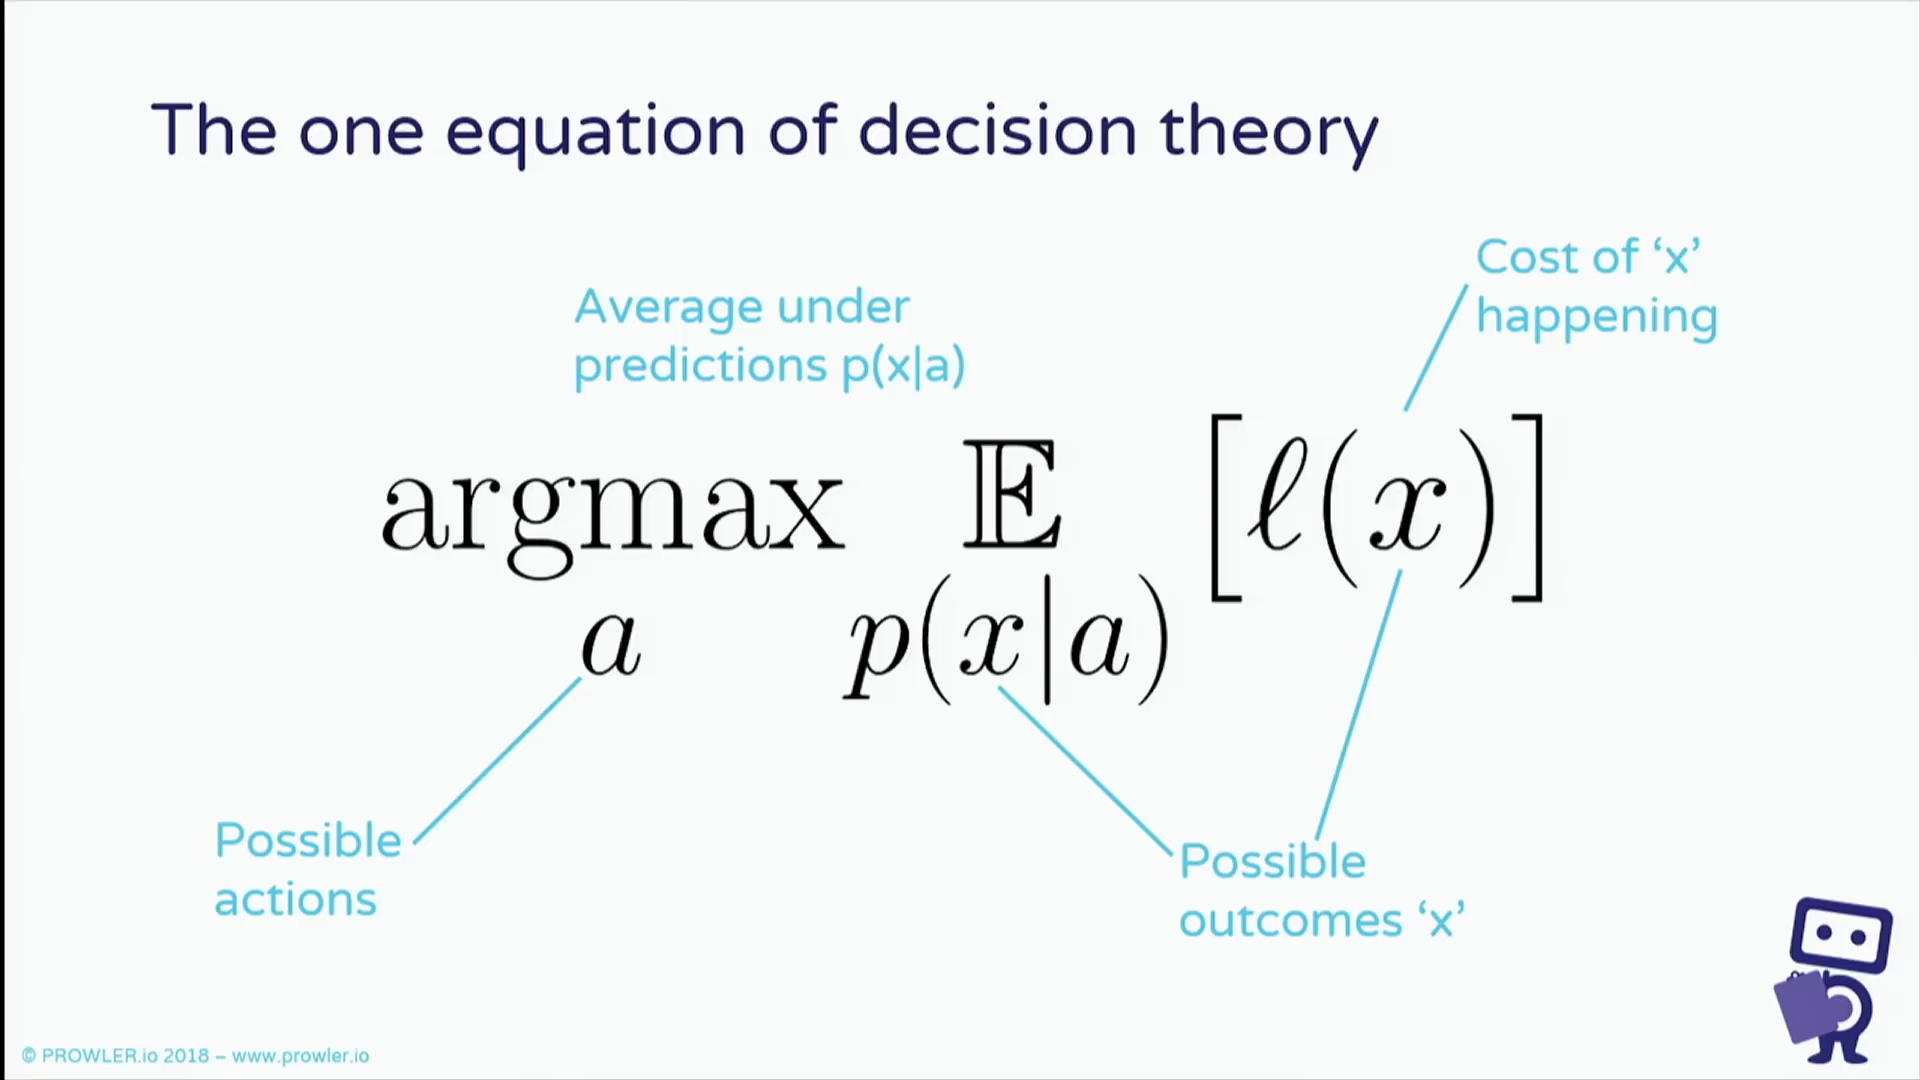 The one equation of decision theory
Cost of ‘x’
happening
Average under
predictions p(x|a)
argmax 𝔼 [ℓ(x)]
a p(x|a)
Possible
actions
Possible
outcomes ‘x’
© PROWLER.io 2018 – www.prowler.io